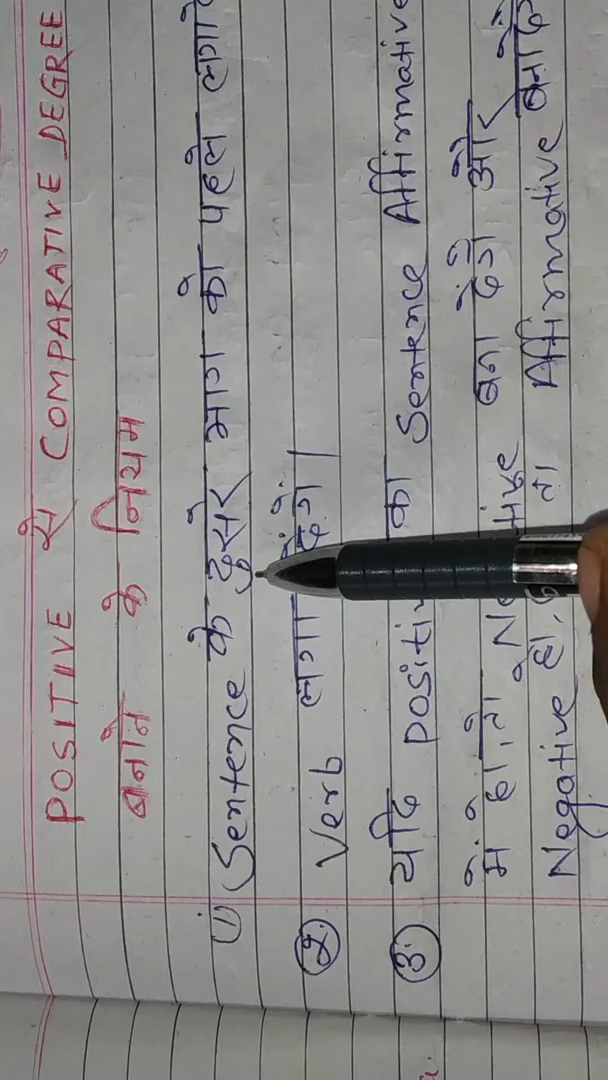 POSITIVE से COMPARATIVE DEGREE
बनाने के नियम
(1) Sentence के दूसरे भाग को पहले लगाते
(2) Verb लगा देंगे।
(3) यदि का Sentence Affirmative
में हो, तो बना देंगे और
Negative हो, तो Affirmative बना दे